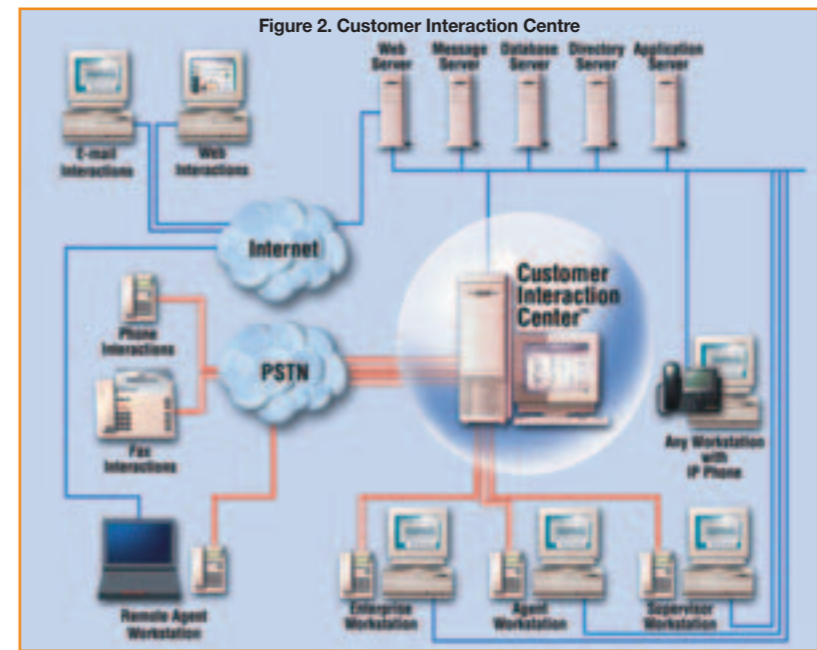 Figure 2. Customer Interaction Centre
Web
Server
Message
Server
Database
Server
Directory
Server
Application
Server
E-mail
Interactions
Web
Interactions
Internet
Customer
Interaction
Center™
Phone
Interactions
PSTN
Fax
Interactions
Any Workstation
with
IP Phone
Remote Agent
Workstation
Enterprise
Workstation
Agent
Workstation
Supervisor
Workstation